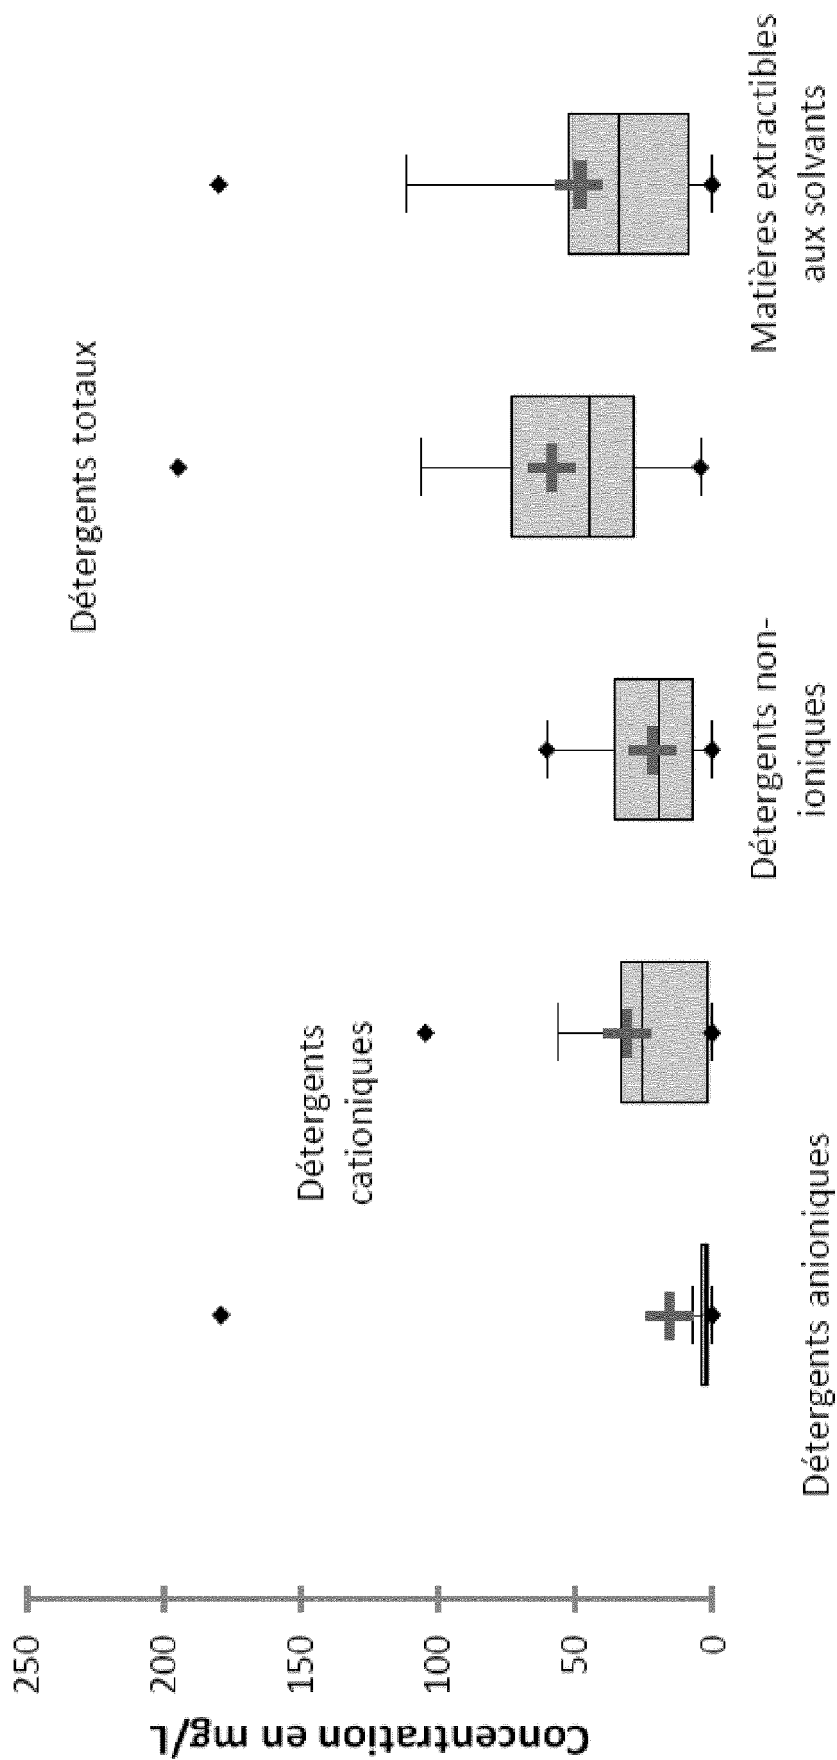 Concentration en mg/L
250
200
150
100
50
0
Détergents anioniques
Détergents
cationiques
Détergents non-
ioniques
Détergents totaux
Matières extractibles
aux solvants